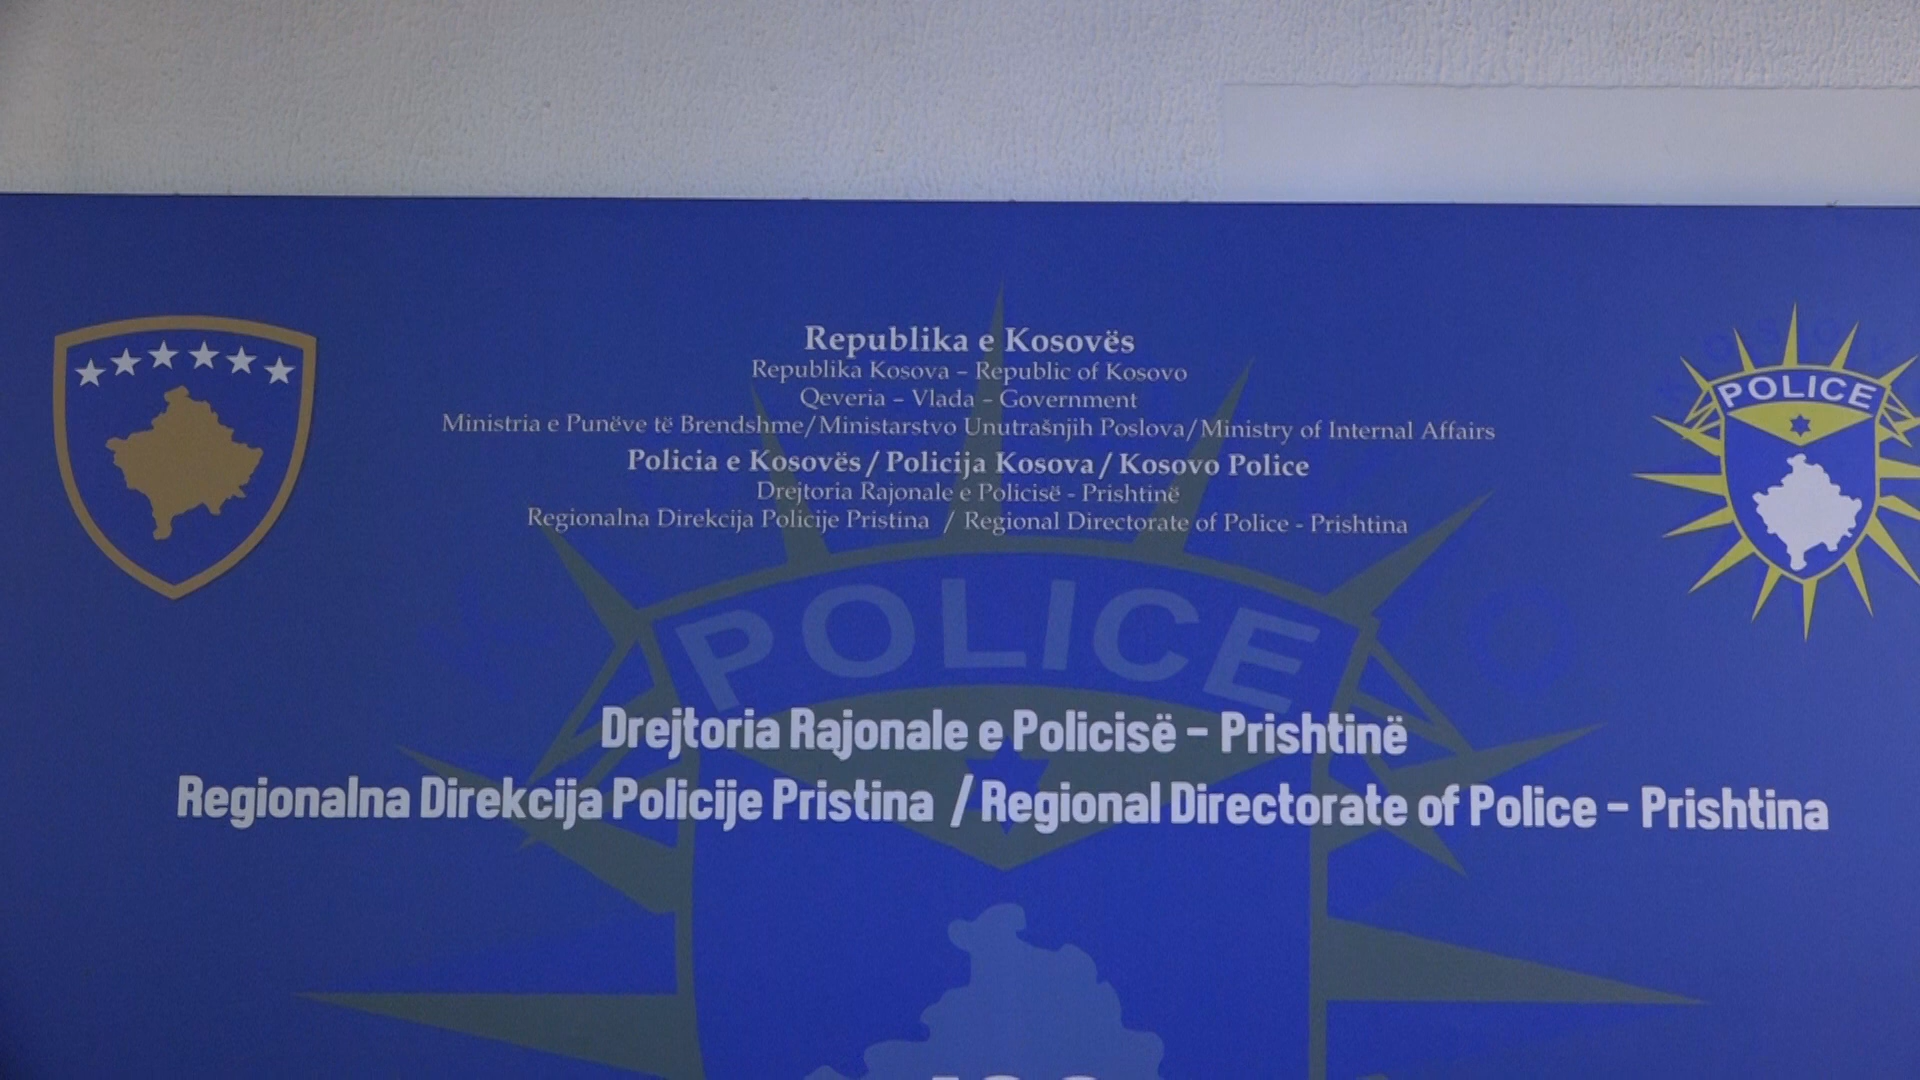 Republika e Kosovës
Republika Kosova – Republic of Kosovo
Qeveria – Vlada – Government
Ministria e Punëve të Brendshme/Ministarstvo Unutrašnjih Poslova/Ministry of Internal Affairs
Policia e Kosovës / Policija Kosova / Kosovo Police
Drejtoria Rajonale e Policisë - Prishtinë
Regionalna Direkcija Policije Pristina / Regional Directorate of Police - Prishtina
POLICE
POLICE
Drejtoria Rajonale e Policisë – Prishtinë
Regionalna Direkcija Policije Pristina / Regional Directorate of Police – Prishtina